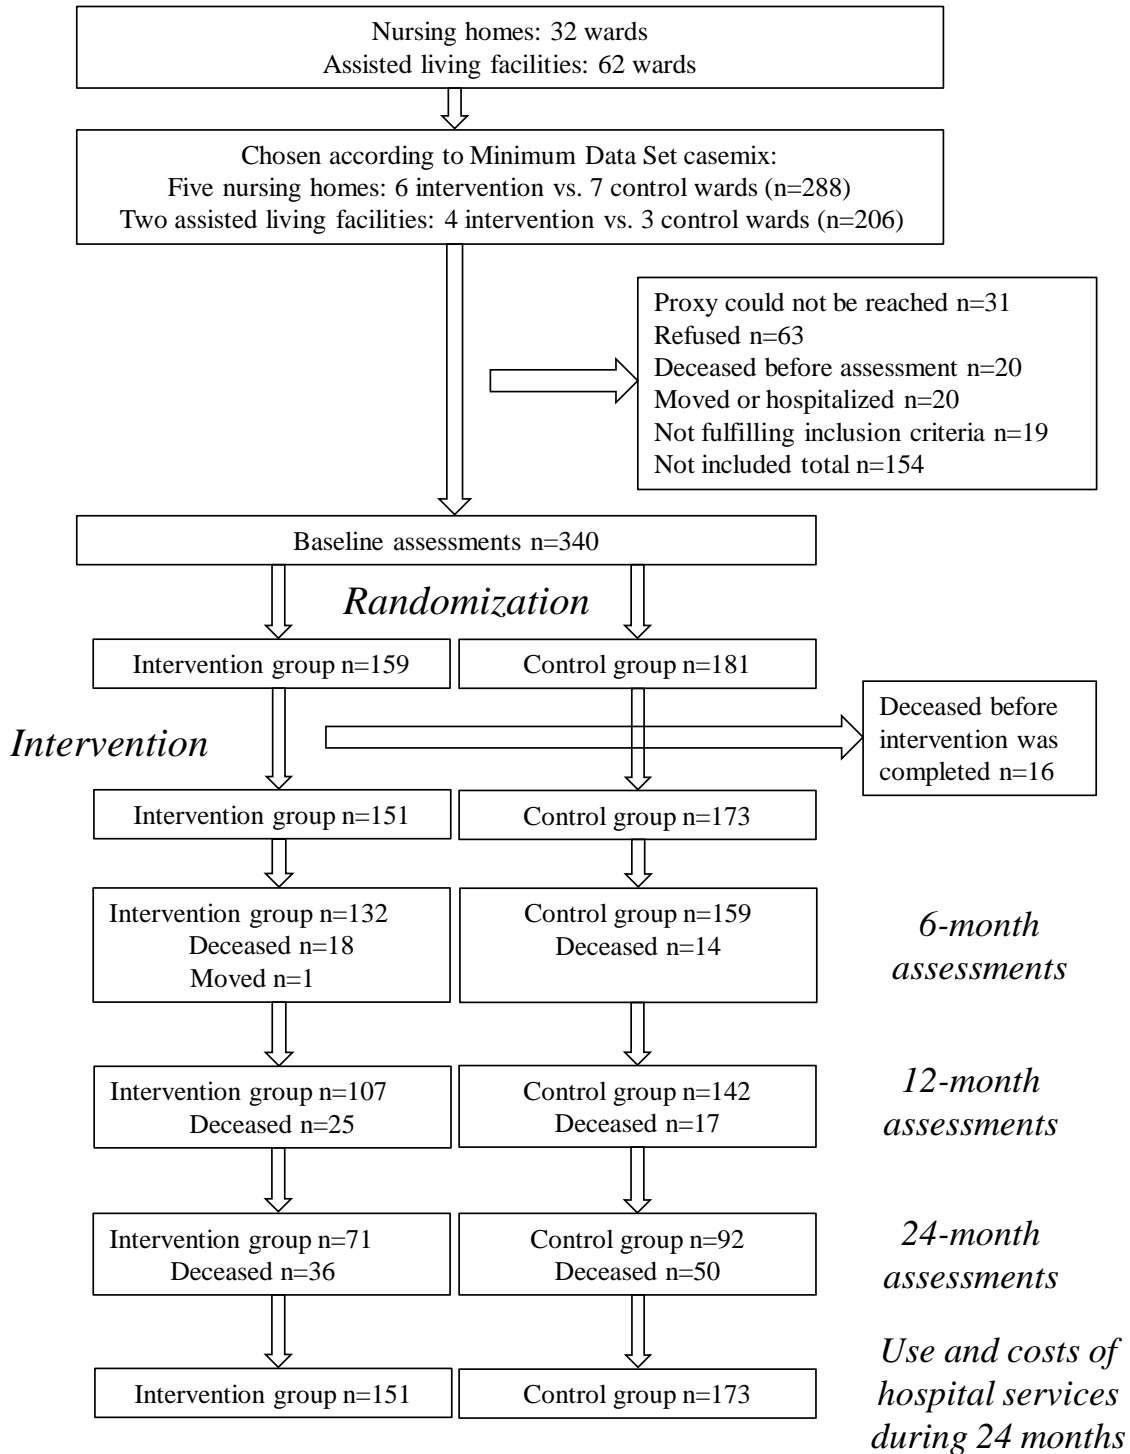 Nursing homes: 32 wards
Assisted living facilities: 62 wards
Chosen according to Minimum Data Set casemix:
Five nursing homes: 6 intervention vs. 7 control wards (n=288)
Two assisted living facilities: 4 intervention vs. 3 control wards (n=206)
Proxy could not be reached n=31
Refused n=63
Deceased before assessment n=20
Moved or hospitalized n=20
Not fulfilling inclusion criteria n=19
Not included total n=154
Baseline assessments n=340
Randomization
Intervention group n=159
Control group n=181
Intervention
Deceased before
intervention was
completed n=16
Intervention group n=151
Control group n=173
Intervention group n=132
Deceased n=18
Moved n=1
Control group n=159
Deceased n=14
6-month
assessments
Intervention group n=107
Deceased n=25
Control group n=142
Deceased n=17
12-month
assessments
Intervention group n=71
Deceased n=36
Control group n=92
Deceased n=50
24-month
assessments
Intervention group n=151
Control group n=173
Use and costs of
hospital services
during 24 months